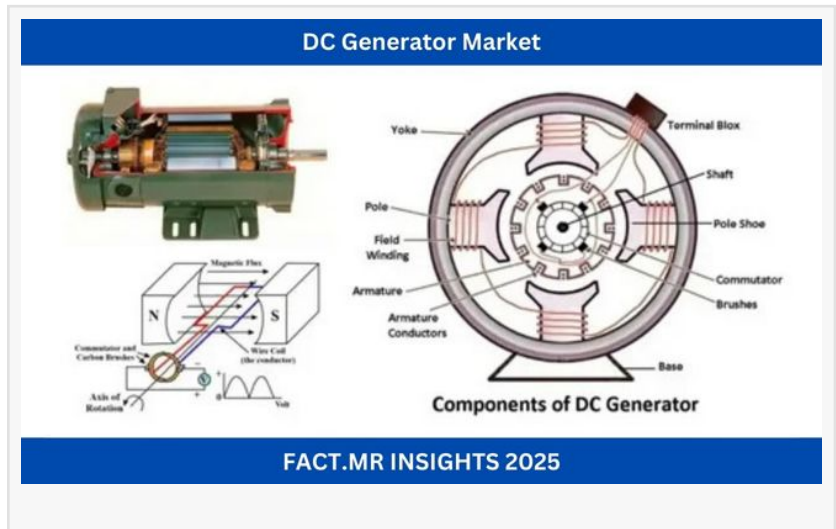 DC Generator Market
Yoke
Terminal Blox
Shaft
Pole
Pole Shoe
Field
Winding
Commutator
Armature
Brushes
Armature
Conductors
Base
Components of DC Generator
Magnetic Flux
N
S
Commutator and
Carbon Brushes
Wire Coil
(the conductor)
-
V
+
+
0
Volt
Axis of
Rotation
FACT.MR INSIGHTS 2025